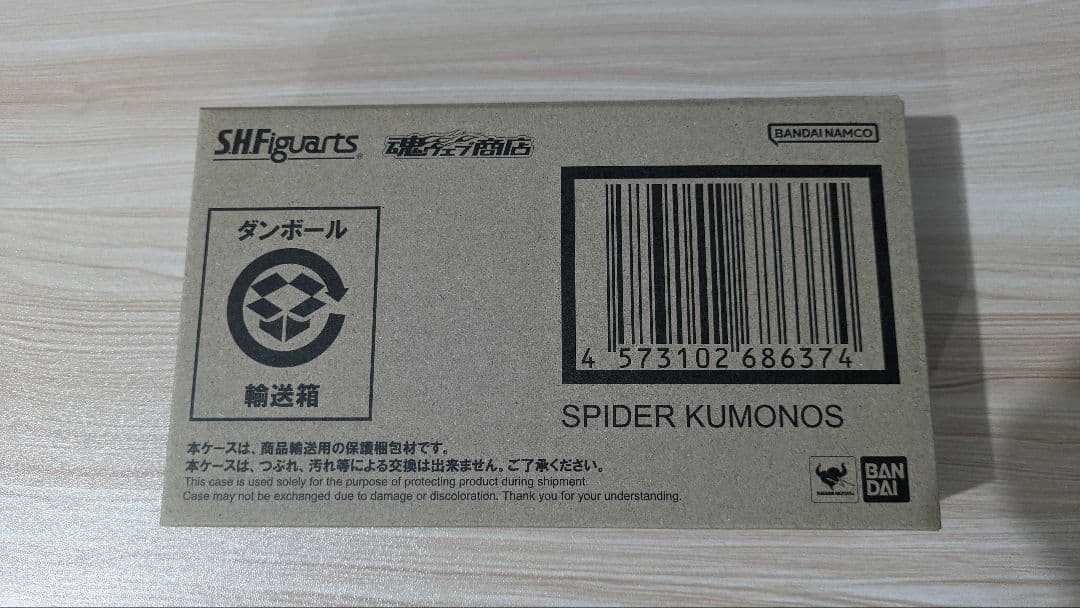 S.H.Figuarts
魂ウェブ商店
BANDAI NAMCO
ダンボール
輸送箱
4 573102 686374
SPIDER KUMONOS
本ケースは、商品輸送用の保護梱包材です。
本ケースは、つぶれ、汚れ等による交換は出来ません。ご了承ください。
This case is used solely for the purpose of protecting product during shipment.
Case may not be exchanged due to damage or discoloration. Thank you for your understanding.
BAN
DAI